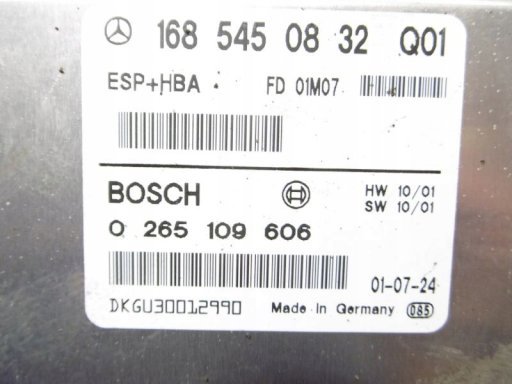 168 545 08 32 Q01
ESP+HBA FD 01M07
BOSCH HW 10/01
SW 10/01
0 265 109 606
01-07-24
DKGU30012990 Made in Germany 085